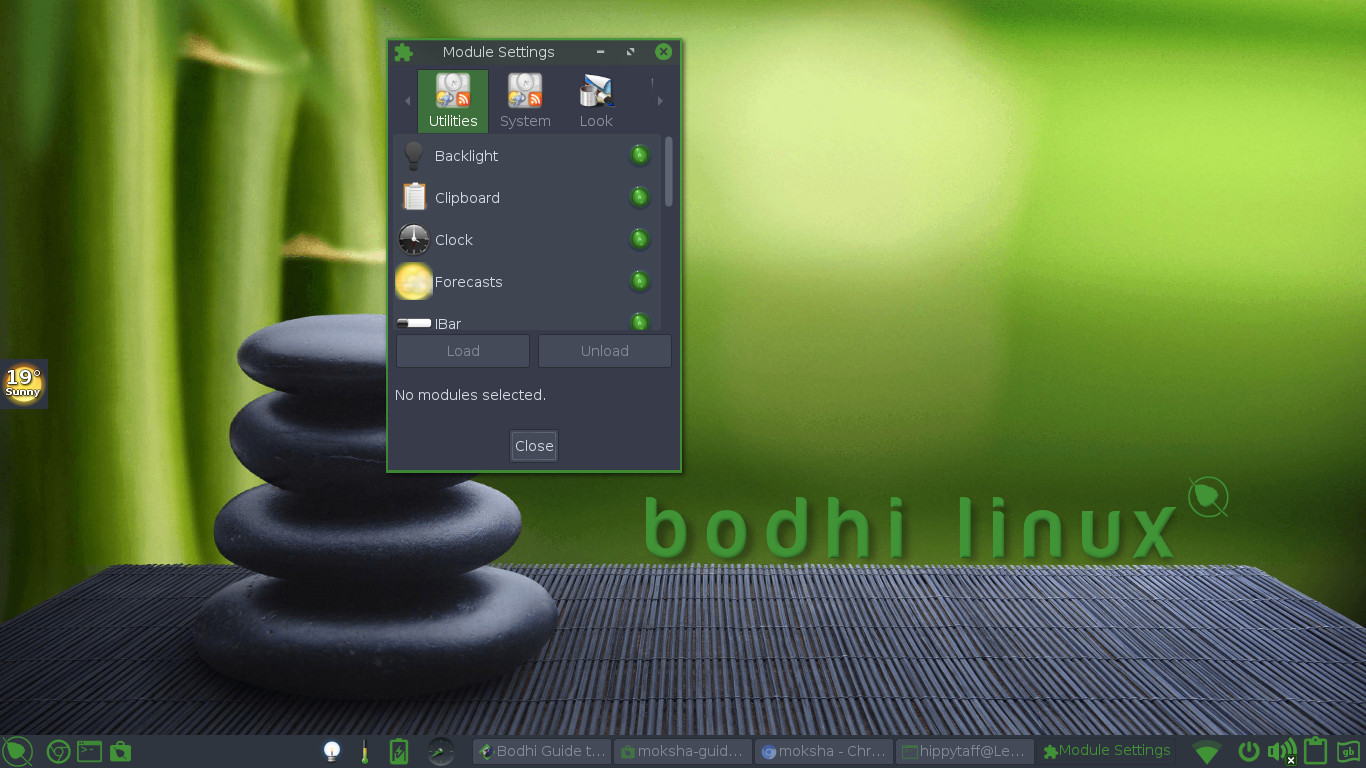 Module Settings
Utilities
System
Look
Backlight
Clipboard
Clock
Forecasts
IBar
Load
Unload
No modules selected.
Close
19°
Sunny
bodhi linux
Bodhi Guide t...
moksha-guid...
moksha - Chr...
hippytaff@Le...
Module Settings
gb